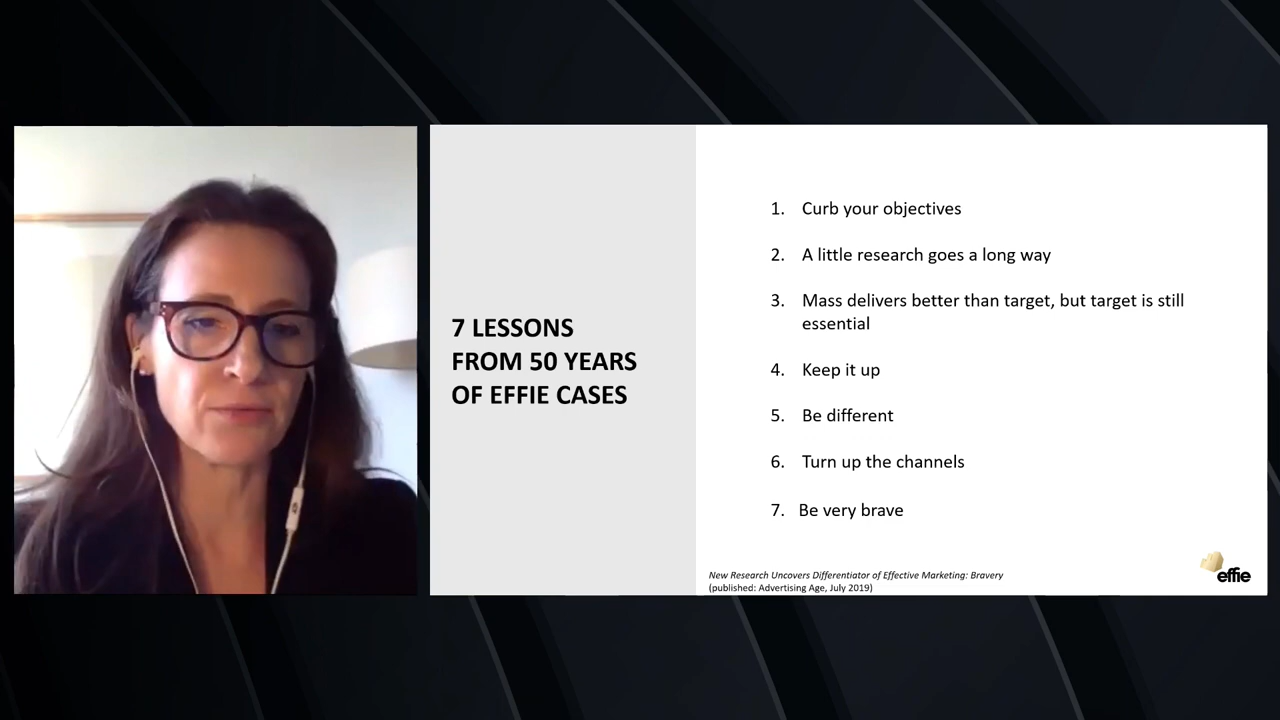 7 LESSONS
FROM 50 YEARS
OF EFFIE CASES
1. Curb your objectives
2. A little research goes a long way
3. Mass delivers better than target, but target is still
essential
4. Keep it up
5. Be different
6. Turn up the channels
7. Be very brave
New Research Uncovers Differentiator of Effective Marketing: Bravery
(published: Advertising Age, July 2019)
effie